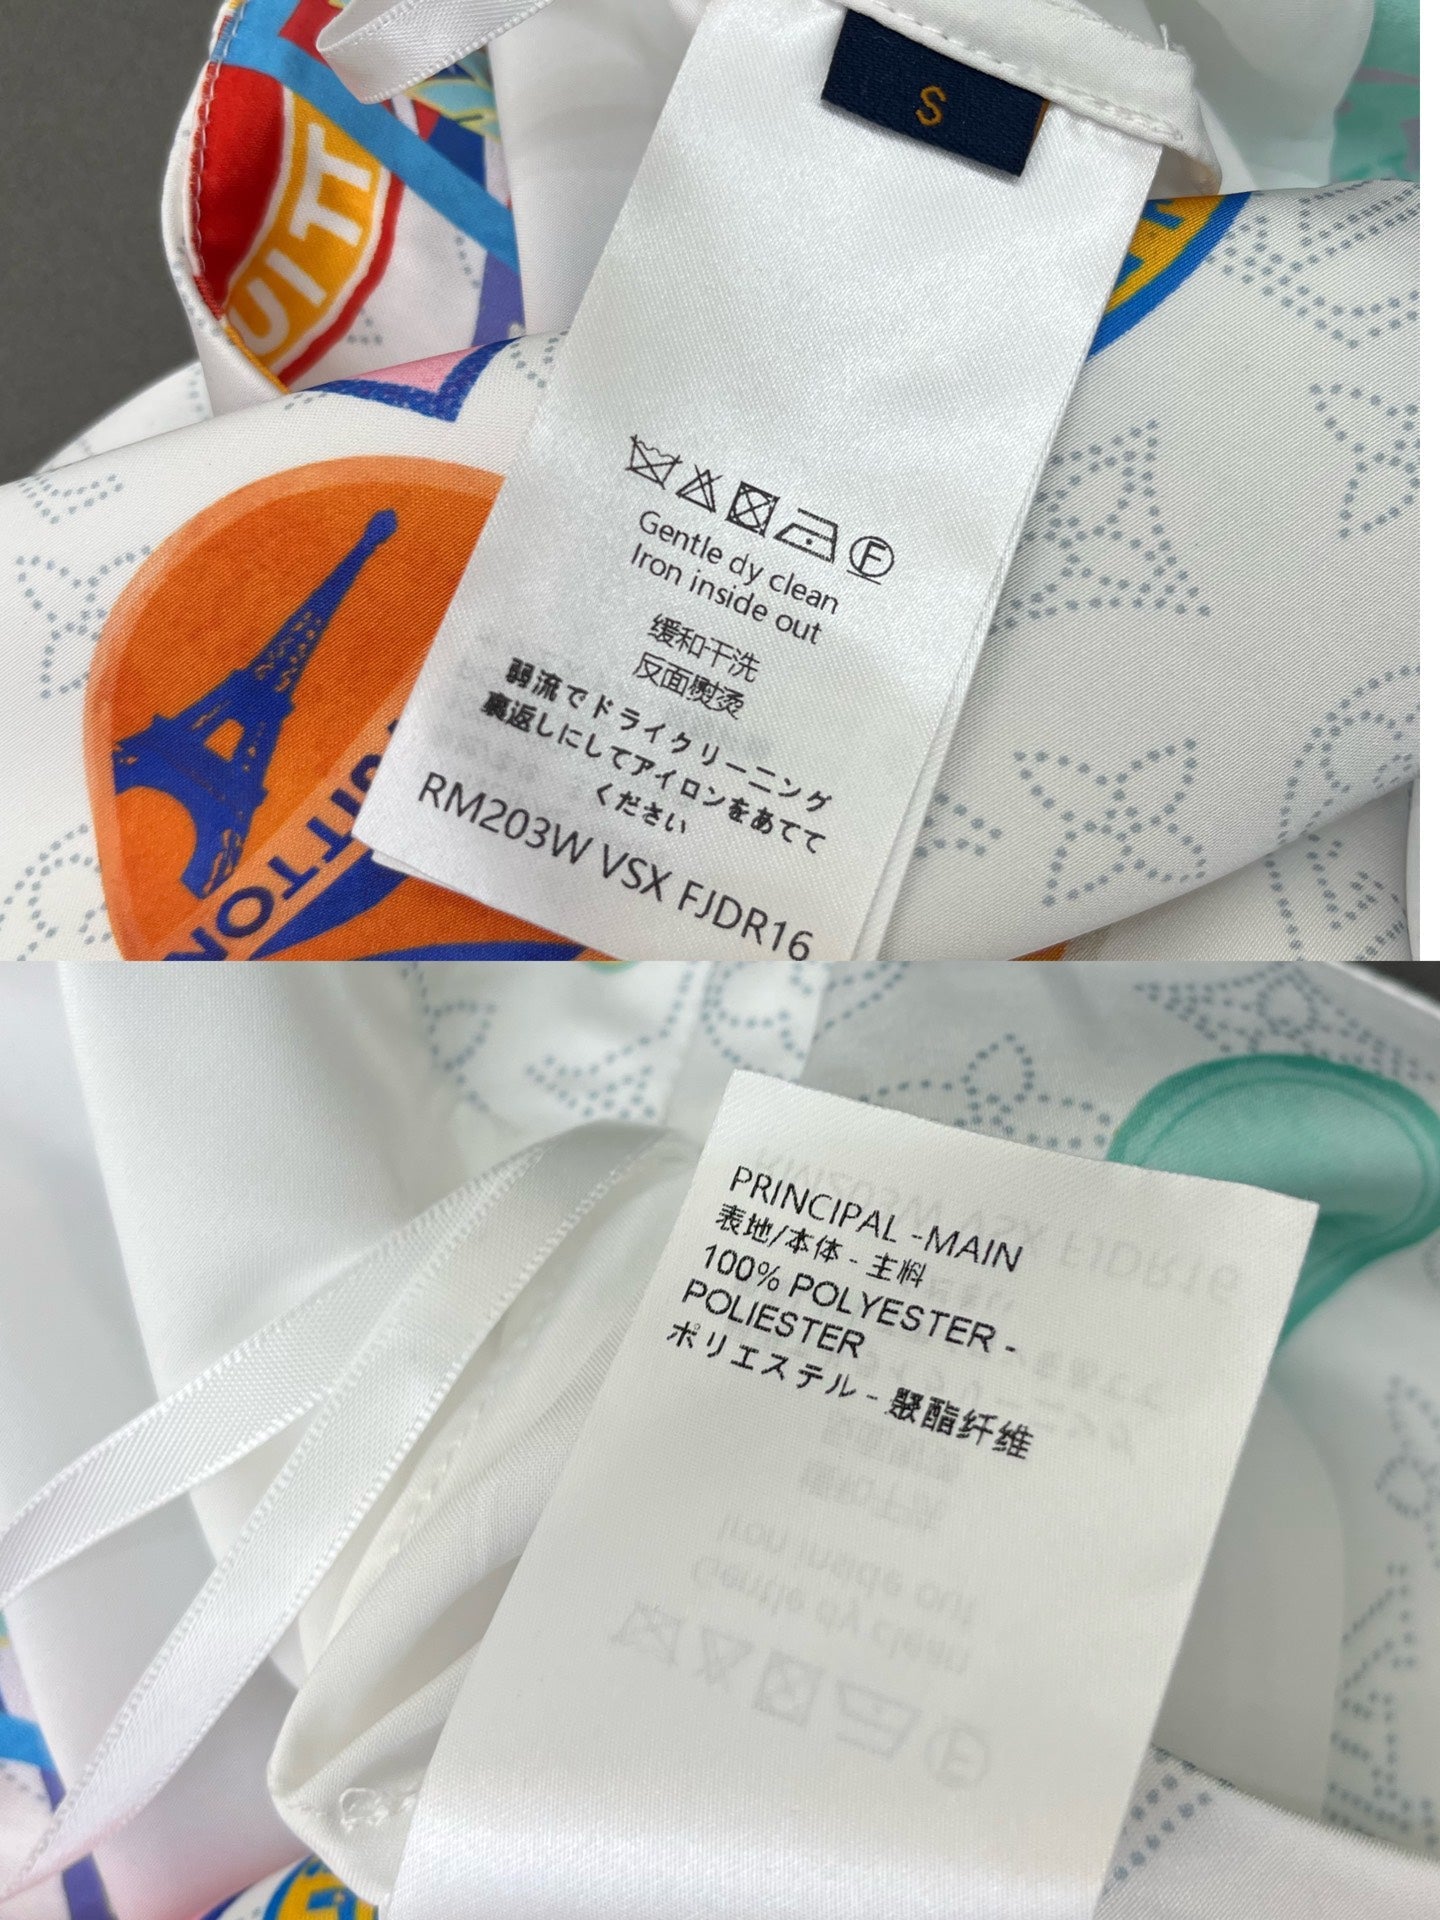 S
UITT
Gentle dy clean
Iron inside out
缓和干洗
反面熨烫
弱流でドライクリーニング
裏返しにしてアイロンをあてて
ください
RM203W VSX FJDR16
UITTON
F
PRINCIPAL -MAIN
表地/本体 - 主料
100% POLYESTER -
POLIESTER
ポリエステル - 聚酯纤维